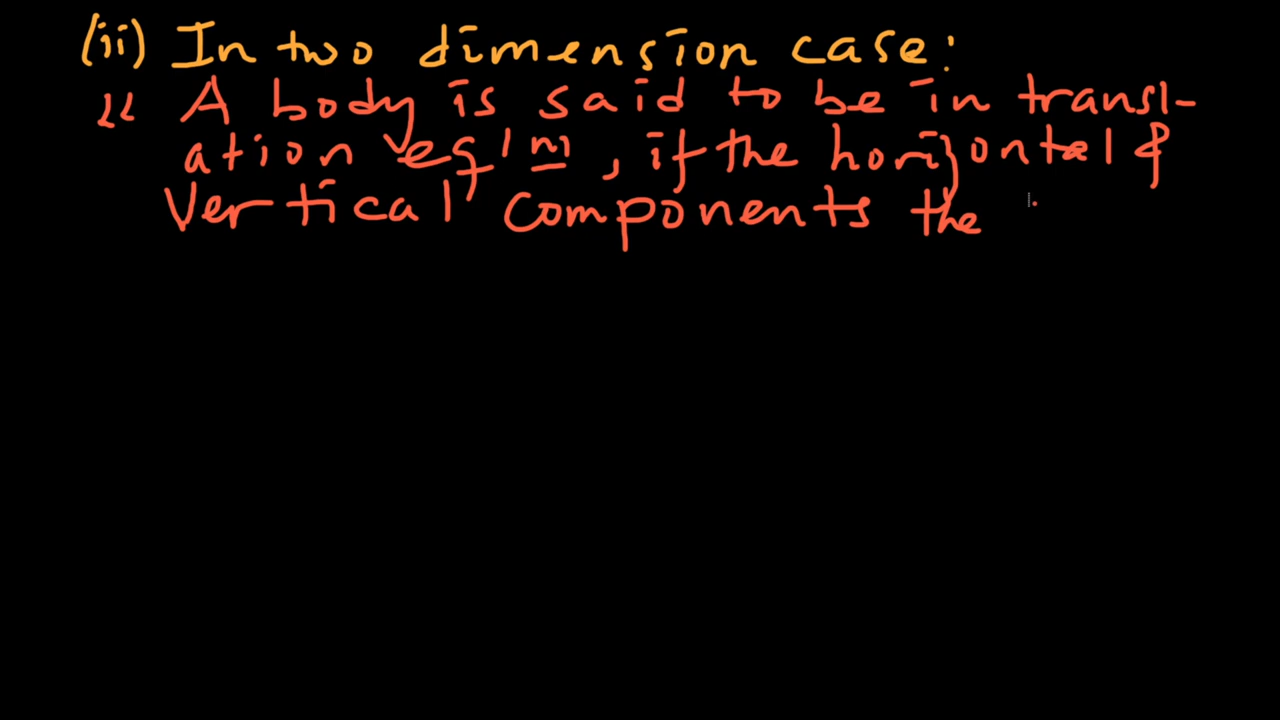 (ii) In two dimension case:
“ A body is said to be in transl-
ation eq/m, if the horizontal &
Vertical components the